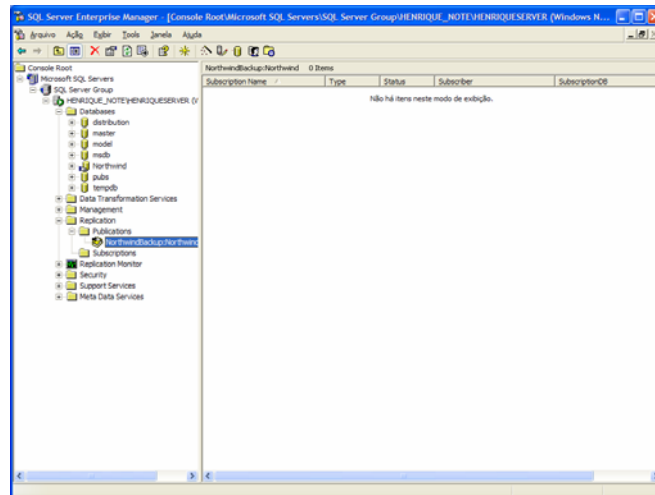 SQL Server Enterprise Manager - [Console Root\Microsoft SQL Servers\SQL Server Group\HENRIQUE_NOTE\HENRIQUESERVER (Windows N...
Arquivo Ação Exibir Tools Janela Ajuda
Console Root
Microsoft SQL Servers
SQL Server Group
HENRIQUE_NOTE\HENRIQUESERVER (V
Databases
distribution
master
model
msdb
Northwind
pubs
tempdb
Data Transformation Services
Management
Replication
Publications
NorthwindBackup:Northwind
Subscriptions
Replication Monitor
Security
Support Services
Meta Data Services
NorthwindBackup:Northwind 0 Items
Subscription Name Type Status Subscriber SubscriptionDB
Não há itens neste modo de exibição.